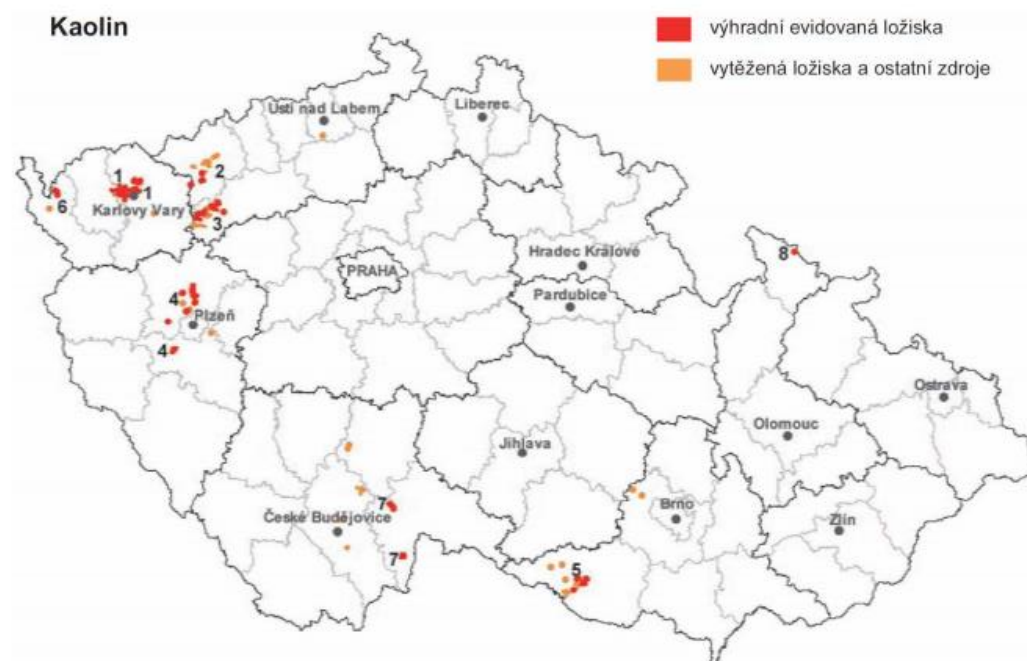 Kaolin
výhradní evidovaná ložiska
vytěžená ložiska a ostatní zdroje
Ústí nad Labem
Liberec
2
1
1
6
Karlovy Vary
3
Hradec Králové
8
PRAHA
Pardubice
4
Plzeň
4
Ostrava
Olomouc
Jihlava
7
České Budějovice
Brno
Zlín
7
5